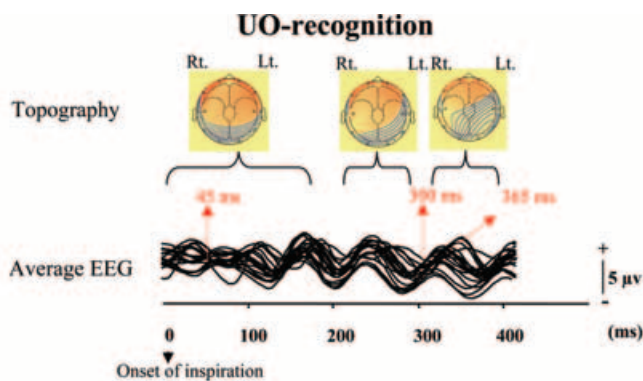 UO-recognition
Rt. Lt. Lt. Rt. Lt.
Topography
45 ms 300 ms 365 ms
Average EEG
+
5 μv
-
0 100 200 300 400 (ms)
Onset of inspiration